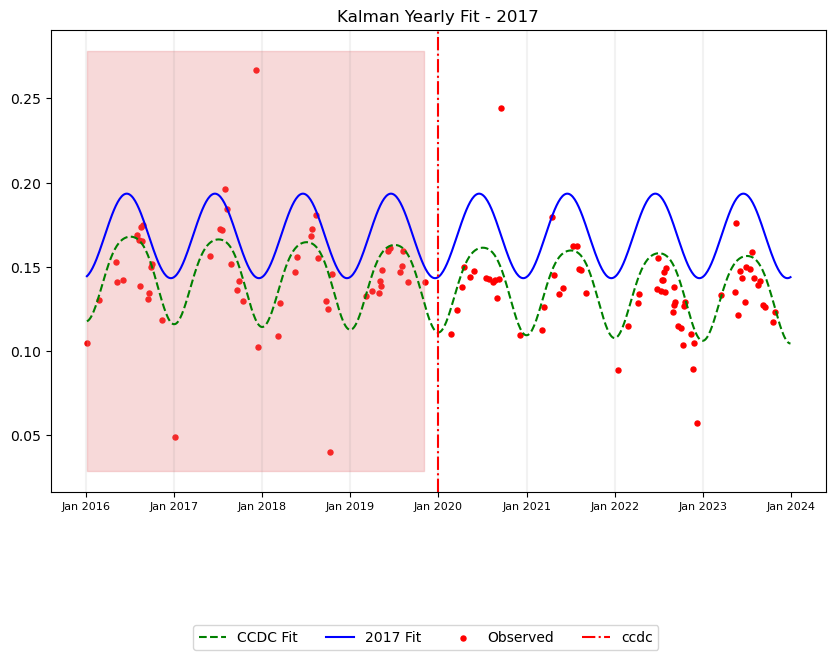 Kalman Yearly Fit - 2017
0.25
0.20
0.15
0.10
0.05
Jan 2016 Jan 2017 Jan 2018 Jan 2019 Jan 2020 Jan 2021 Jan 2022 Jan 2023 Jan 2024
CCDC Fit 2017 Fit Observed ccdc